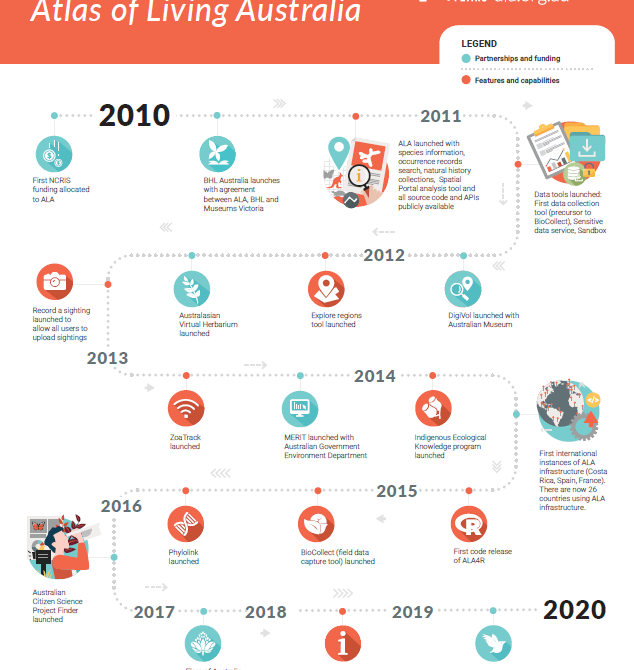 Atlas of Living Australia
LEGEND
Partnerships and funding
Features and capabilities
2010
2011
First NCRIS
funding allocated
to ALA
BHL Australia launches
with agreement
between ALA, BHL and
Museums Victoria
ALA launched with
species information,
occurrence records
search, natural history
collections, Spatial
Portal analysis tool and
all source code and APIs
publicly available
Data tools launched:
First data collection
tool (precursor to
BioCollect), Sensitive
data service, Sandbox
2012
Record a sighting
launched to
allow all users to
upload sightings
Australasian
Virtual Herbarium
launched
Explore regions
tool launched
DigiVol launched with
Australian Museum
2013
2014
ZoaTrack
launched
MERIT launched with
Australian Government
Environment Department
Indigenous Ecological
Knowledge program
launched
First international
instances of ALA
infrastructure (Costa
Rica, Spain, France).
There are now 26
countries using ALA
infrastructure.
2015
2016
Phylolink
launched
BioCollect (field data
capture tool) launched
R
First code release
of ALA4R
Australian
Citizen Science
Project Finder
launched
2017
2018
2019
2020